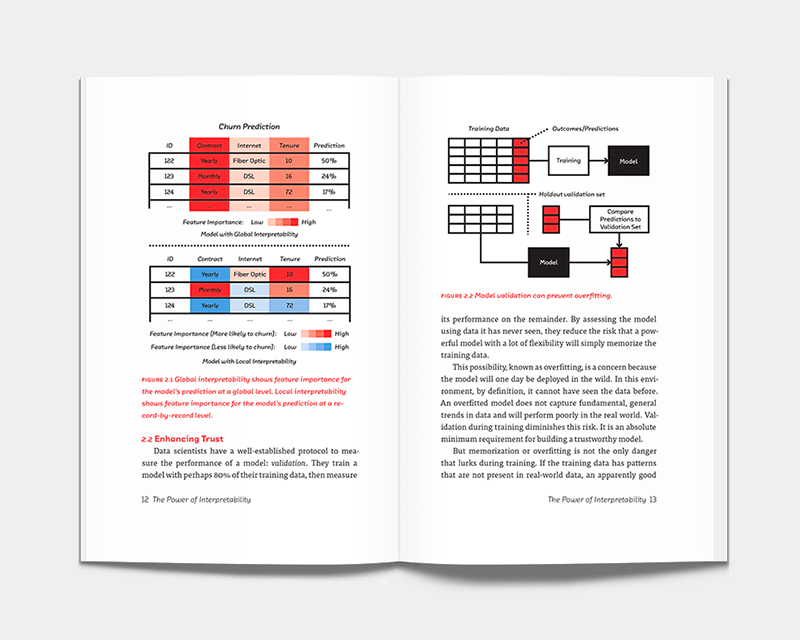 Churn Prediction
ID Contract Internet Tenure Prediction
122 Yearly Fiber Optic 10 50%
123 Monthly DSL 16 24%
124 Yearly DSL 72 17%
... ... ... ... ...
Feature Importance: Low High
Model with Global Interpretability
ID Contract Internet Tenure Prediction
122 Yearly Fiber Optic 10 50%
123 Monthly DSL 16 24%
124 Yearly DSL 72 17%
Feature Importance (More likely to churn): Low High
Feature Importance (Less likely to churn): Low High
Model with Local Interpretability
FIGURE 2.1 Global interpretability shows feature importance for
the model's prediction at a global level. Local interpretability
shows feature importance for the model's prediction at a re-
cord-by-record level.
2.2 Enhancing Trust
Data scientists have a well-established protocol to mea-
sure the performance of a model: validation. They train a
model with perhaps 80% of their training data, then measure
12 The Power of Interpretability
Training Data
Outcomes/Predictions
Training
Model
Holdout validation set
Compare
Predictions to
Validation Set
Model
FIGURE 2.2 Model validation can prevent overfitting.
its performance on the remainder. By assessing the model
using data it has never seen, they reduce the risk that a pow-
erful model with a lot of flexibility will simply memorize the
training data.
This possibility, known as overfitting, is a concern because
the model will one day be deployed in the wild. In this envi-
ronment, by definition, it cannot have seen the data before.
An overfitted model does not capture fundamental, general
trends in data and will perform poorly in the real world. Val-
idation during training diminishes this risk. It is an absolute
minimum requirement for building a trustworthy model.
But memorization or overfitting is not the only danger
that lurks during training. If the training data has patterns
that are not present in real-world data, an apparently good
The Power of Interpretability 13